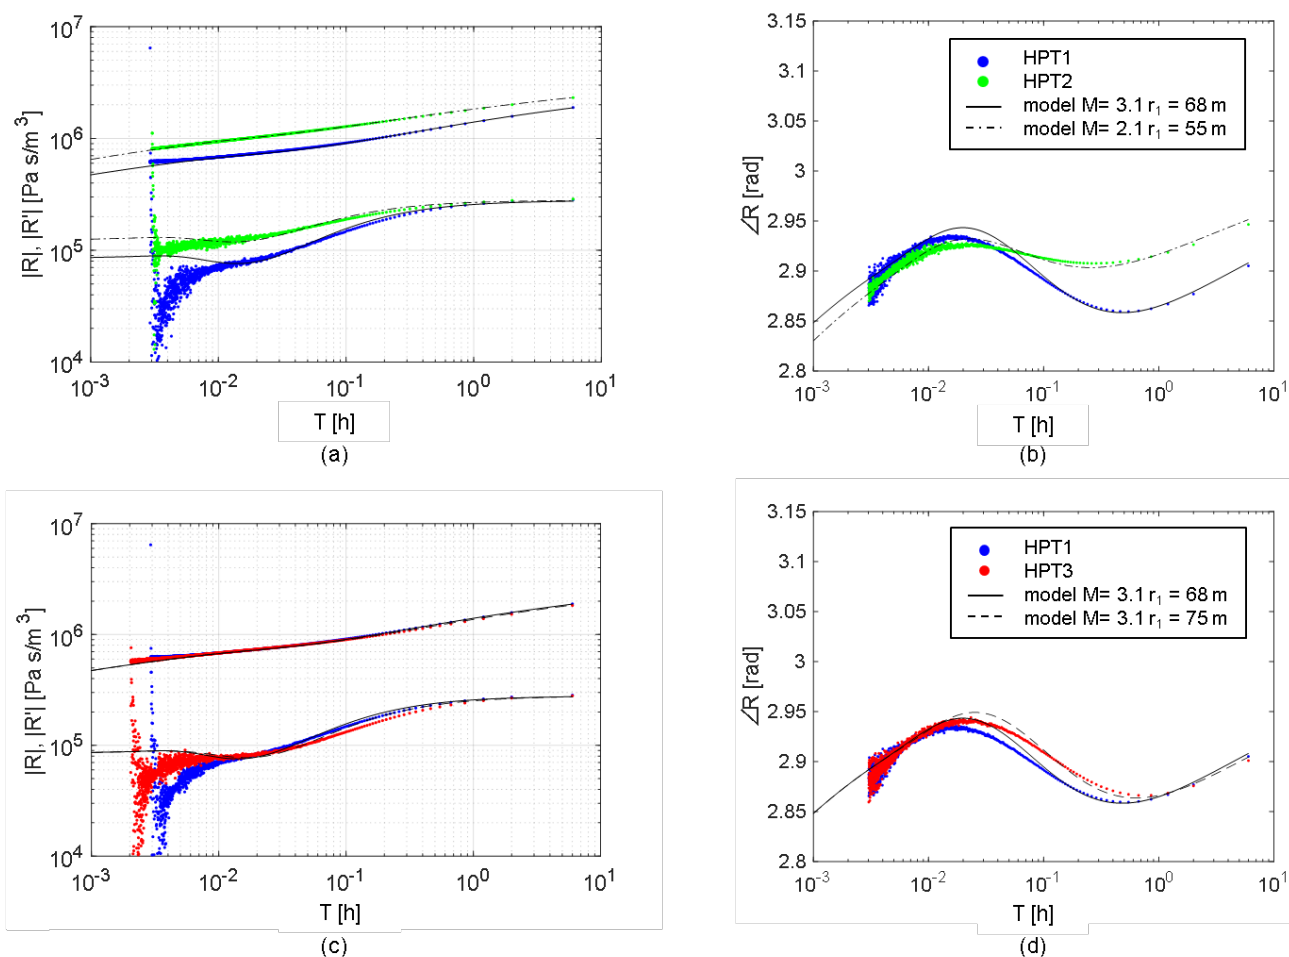 10^7
10^6
10^5
10^4
|R|, |R'| [Pa s/m^3]
10^-3
10^-2
10^-1
10^0
10^1
T [h]
(a)
3.15
3.1
3.05
3
2.95
2.9
2.85
2.8
∠R [rad]
HPT1
HPT2
model M= 3.1 r₁ = 68 m
model M= 2.1 r₁ = 55 m
10^-3
10^-2
10^-1
10^0
10^1
T [h]
(b)
10^7
10^6
10^5
10^4
|R|, |R'| [Pa s/m^3]
10^-3
10^-2
10^-1
10^0
10^1
T [h]
(c)
3.15
3.1
3.05
3
2.95
2.9
2.85
2.8
∠R [rad]
HPT1
HPT3
model M= 3.1 r₁ = 68 m
model M= 3.1 r₁ = 75 m
10^-3
10^-2
10^-1
10^0
10^1
T [h]
(d)